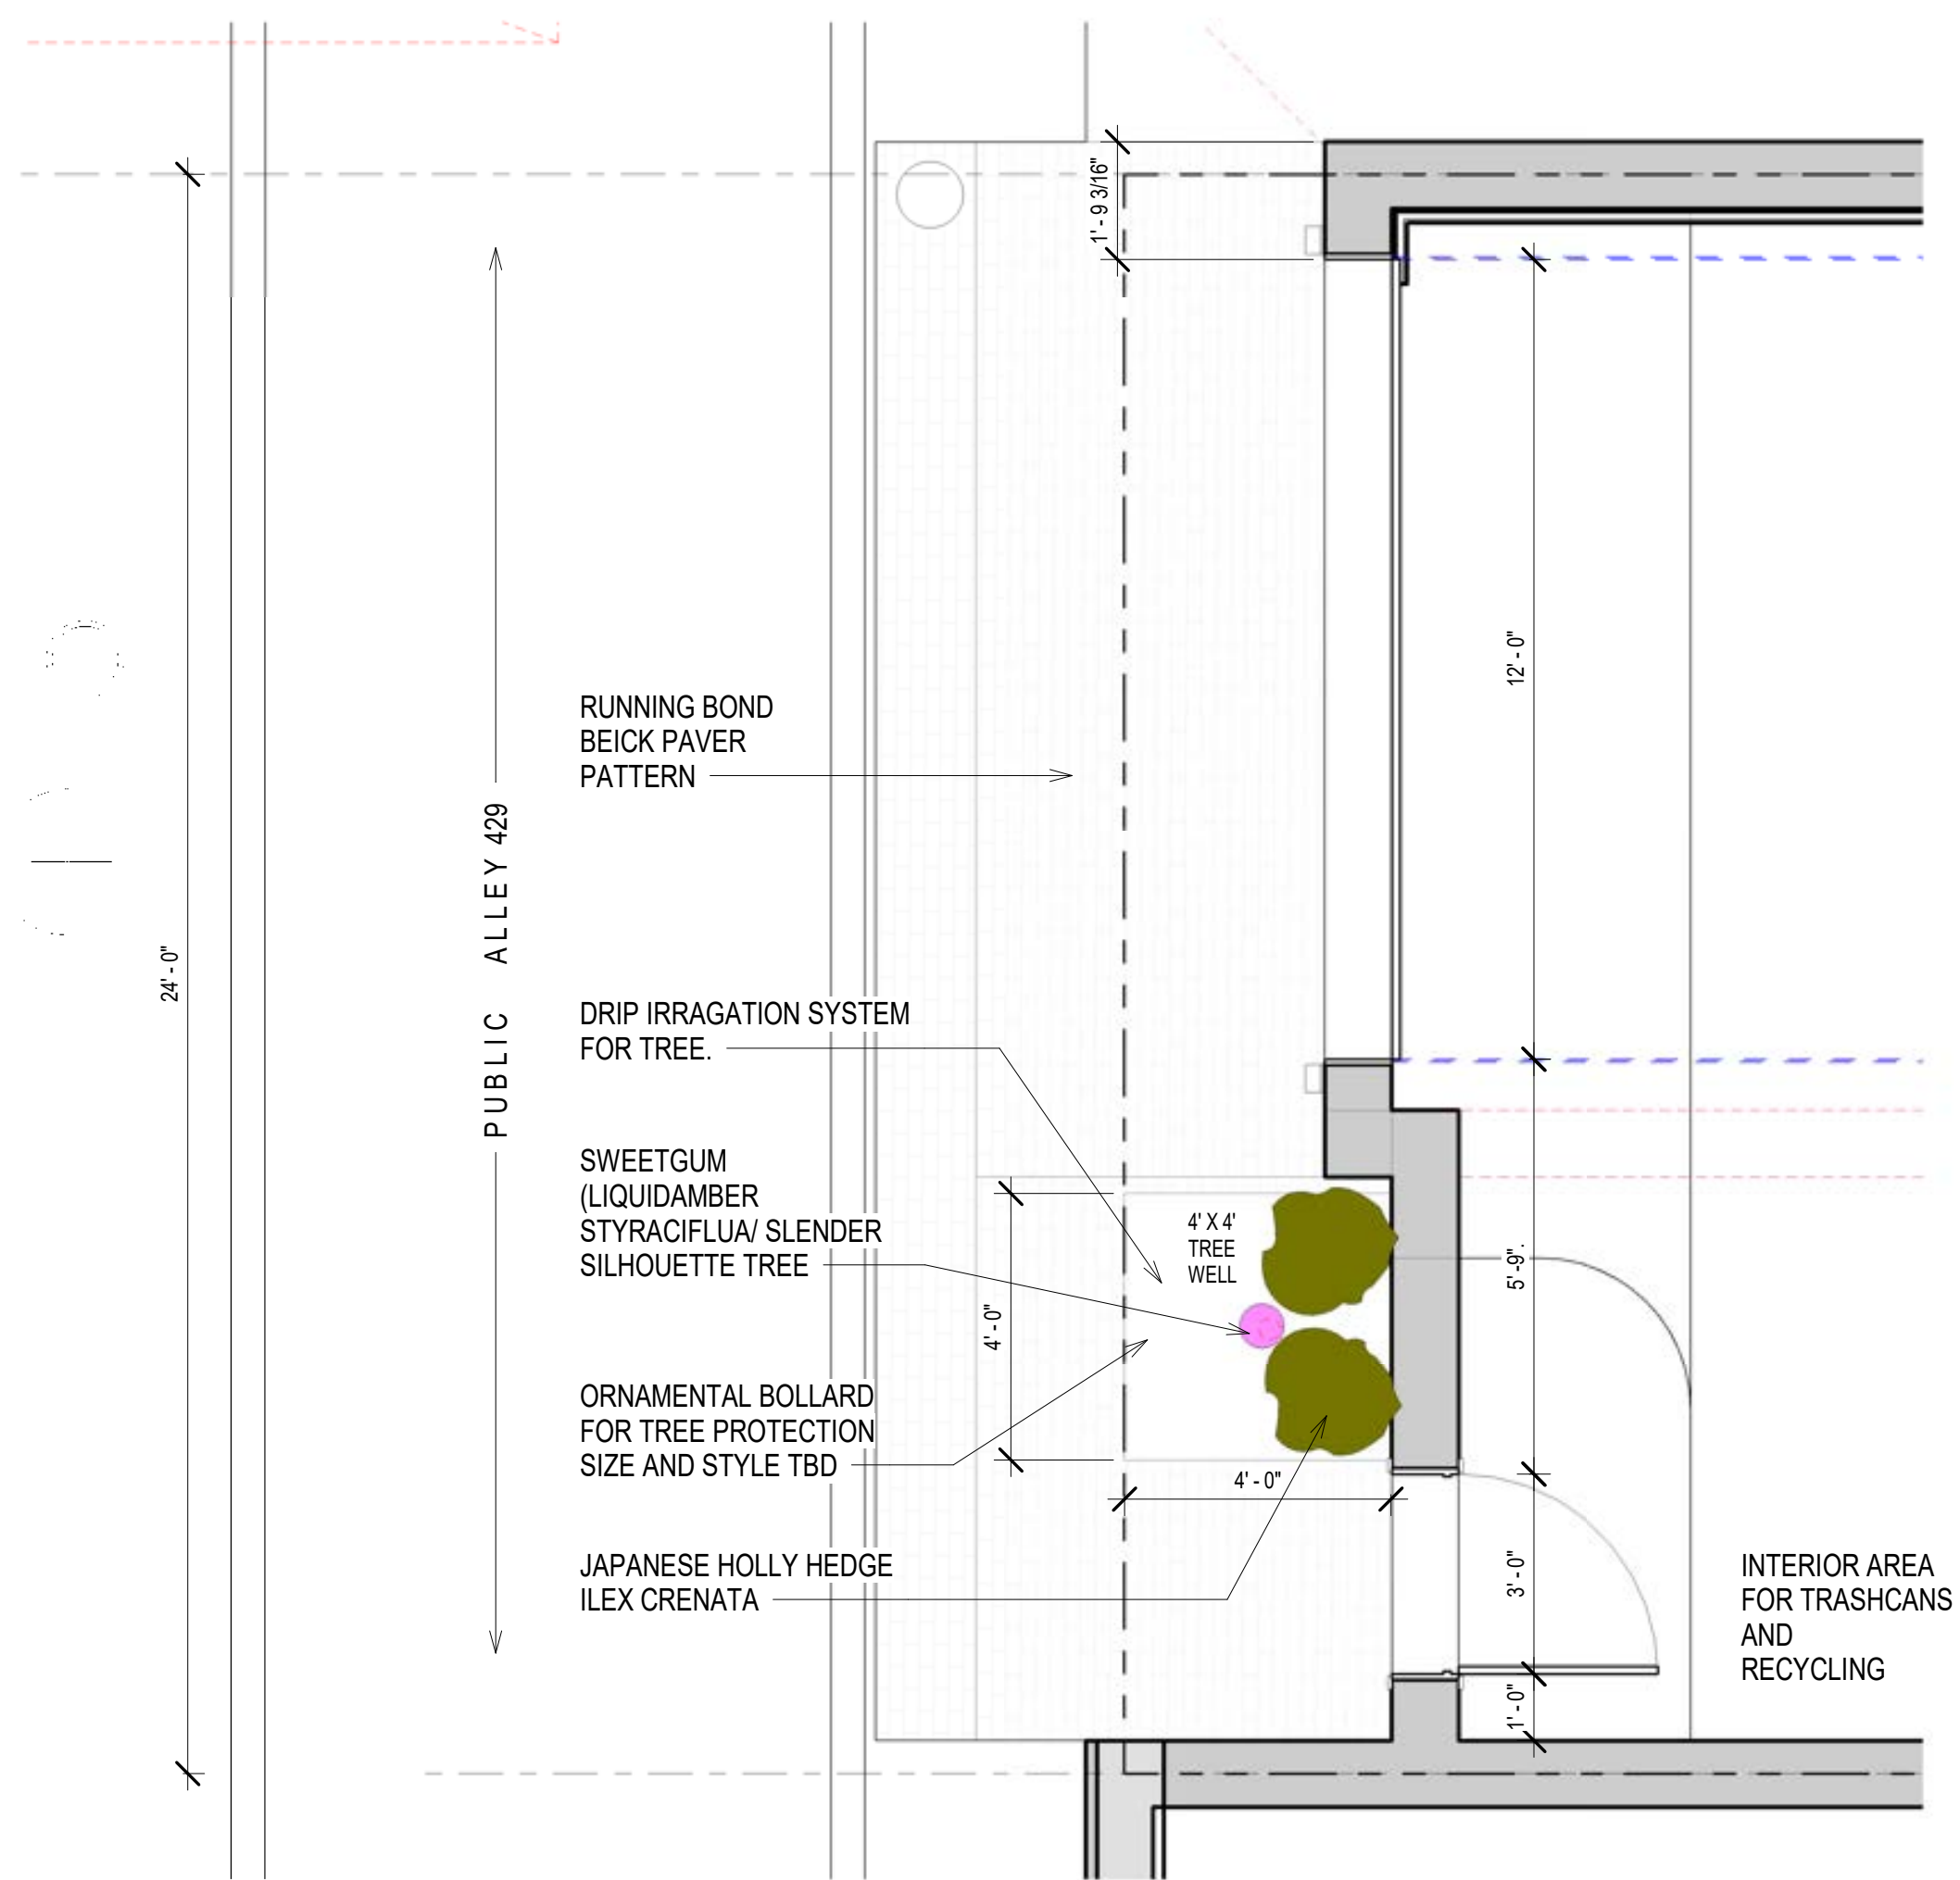 1' - 9 3/16"
12' - 0"
RUNNING BOND
BEICK PAVER
PATTERN
24' - 0"
PUBLIC ALLEY 429
DRIP IRRAGATION SYSTEM
FOR TREE.
SWEETGUM
(LIQUIDAMBER
STYRACIFLUA/ SLENDER
SILHOUETTE TREE
4' X 4'
TREE
WELL
5' -9".
4' - 0"
ORNAMENTAL BOLLARD
FOR TREE PROTECTION
SIZE AND STYLE TBD
4' - 0"
JAPANESE HOLLY HEDGE
ILEX CRENATA
3' - 0"
1' - 0"
INTERIOR AREA
FOR TRASHCANS
AND
RECYCLING